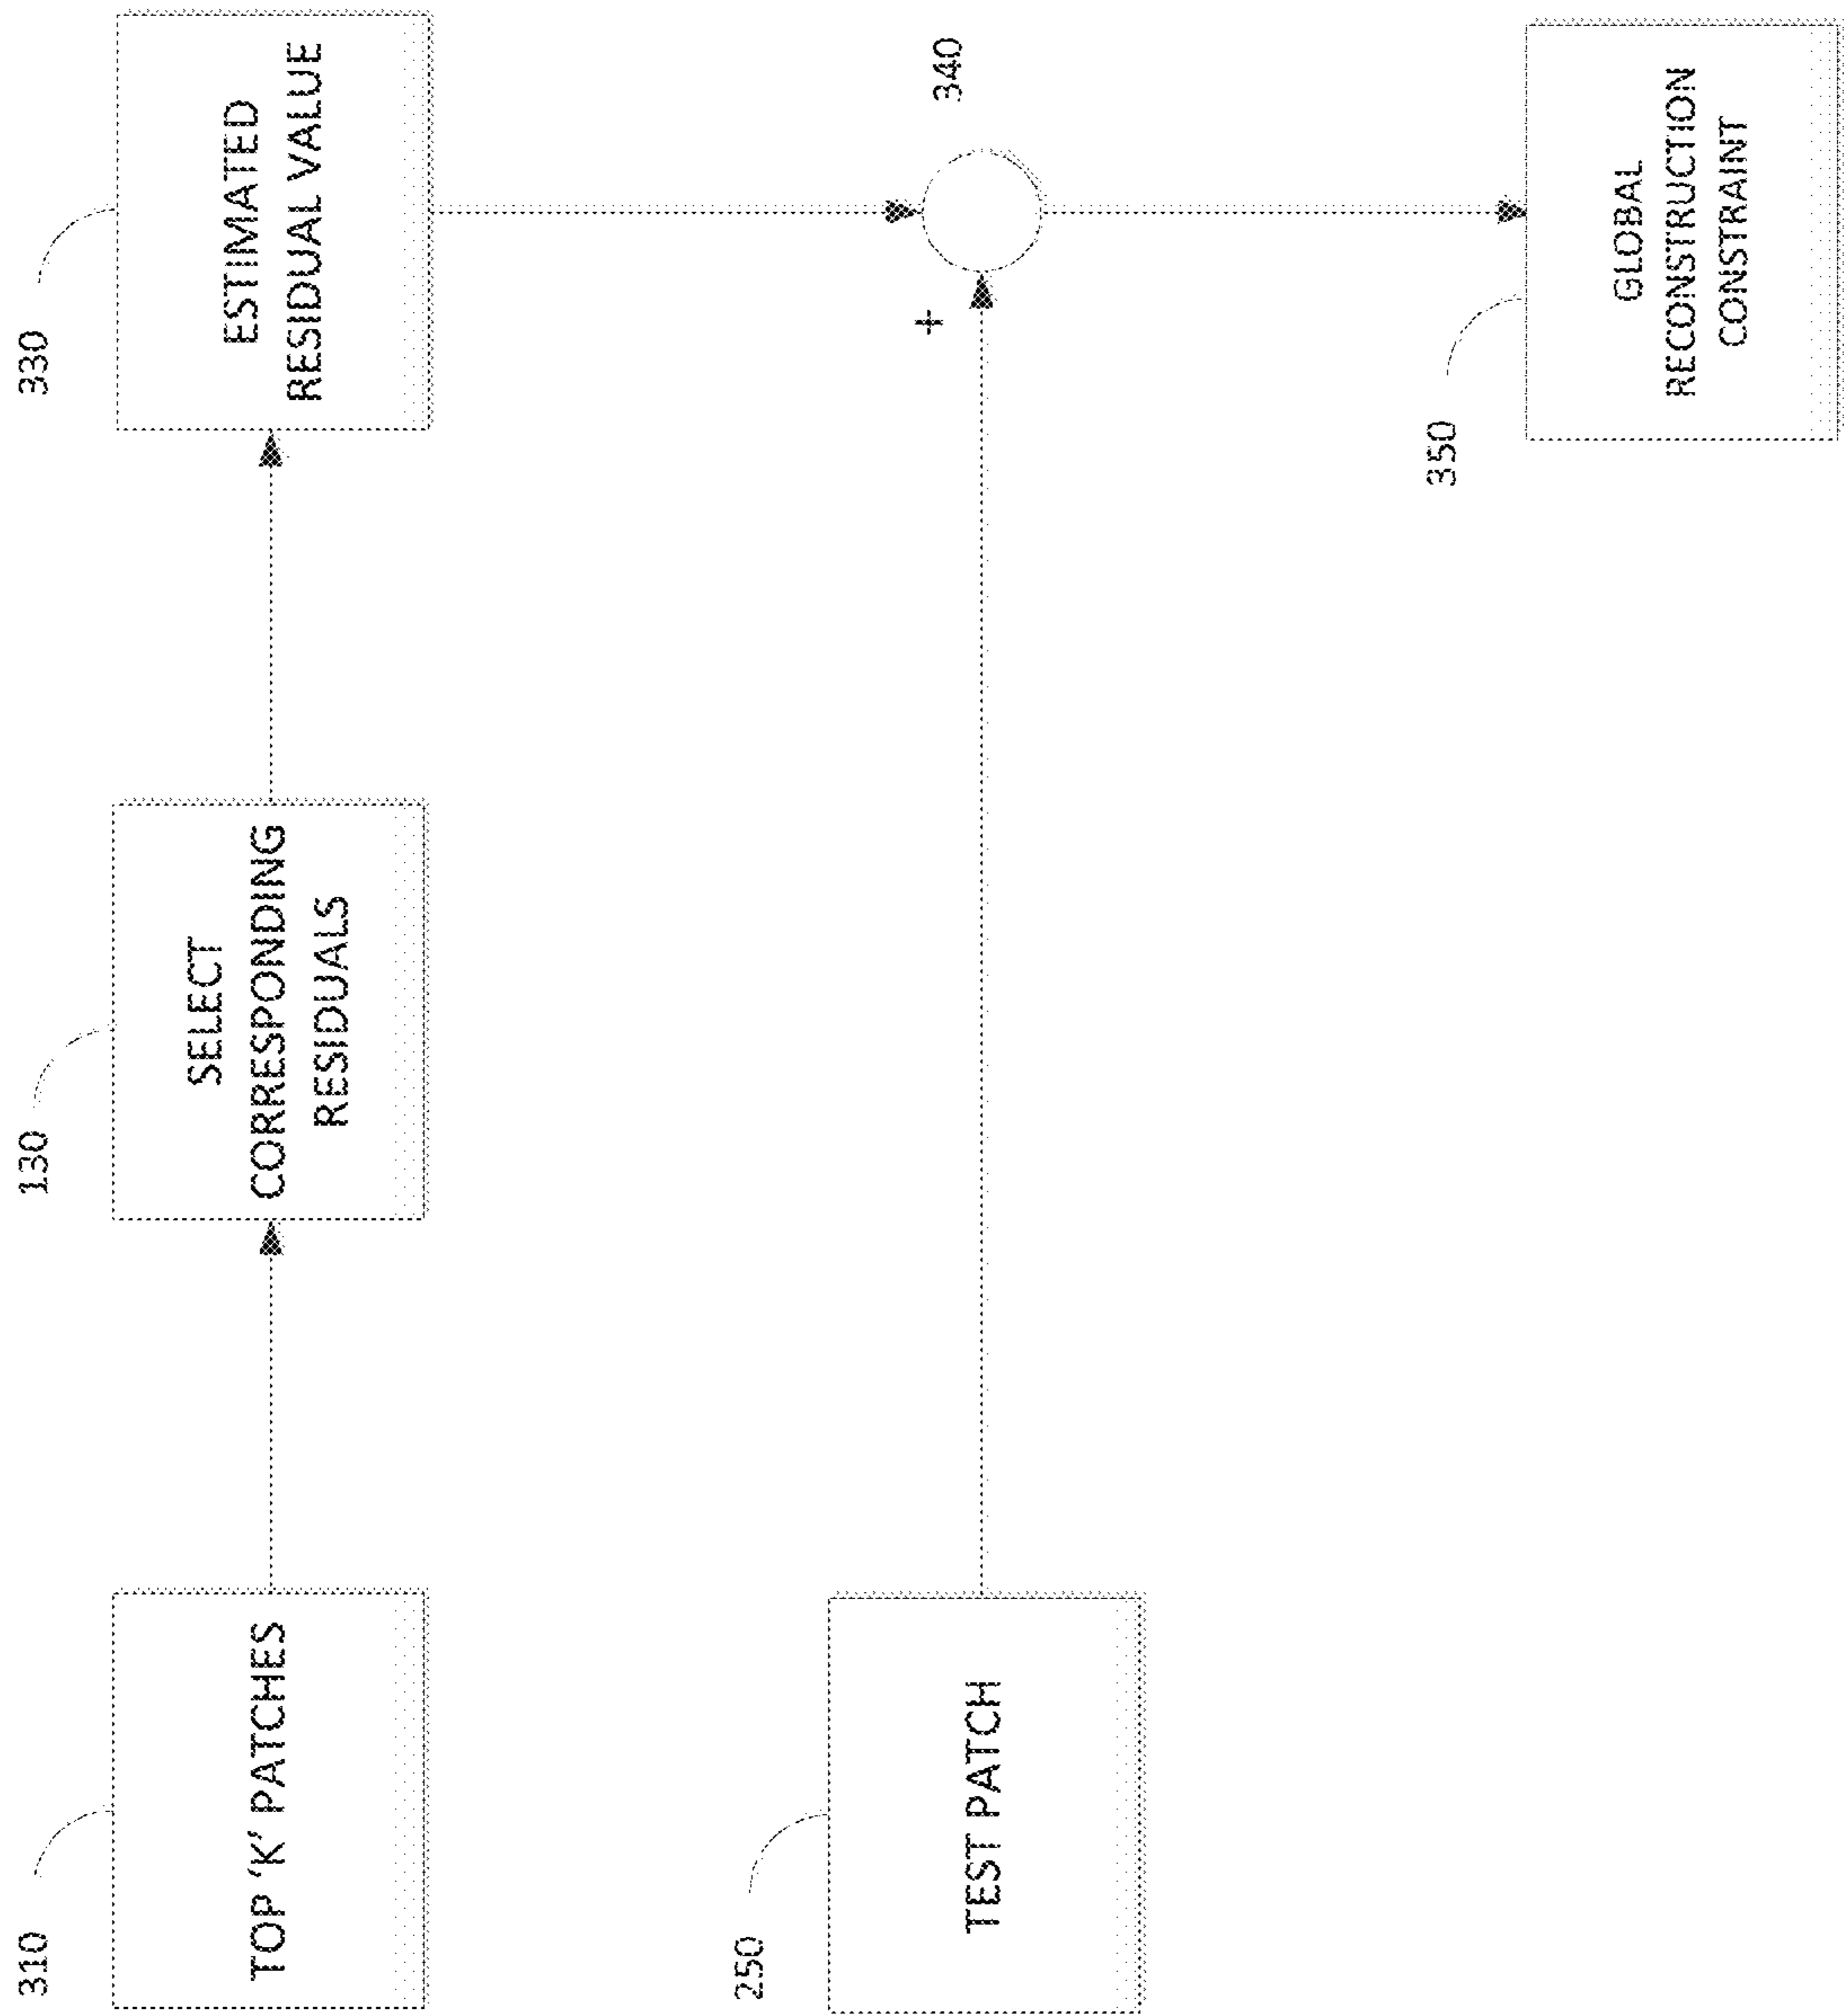 310
TOP ‘K’ PATCHES
130
SELECT
CORRESPONDING
RESIDUALS
330
ESTIMATED
RESIDUAL VALUE
250
TEST PATCH
+
340
350
GLOBAL
RECONSTRUCTION
CONSTRAINT